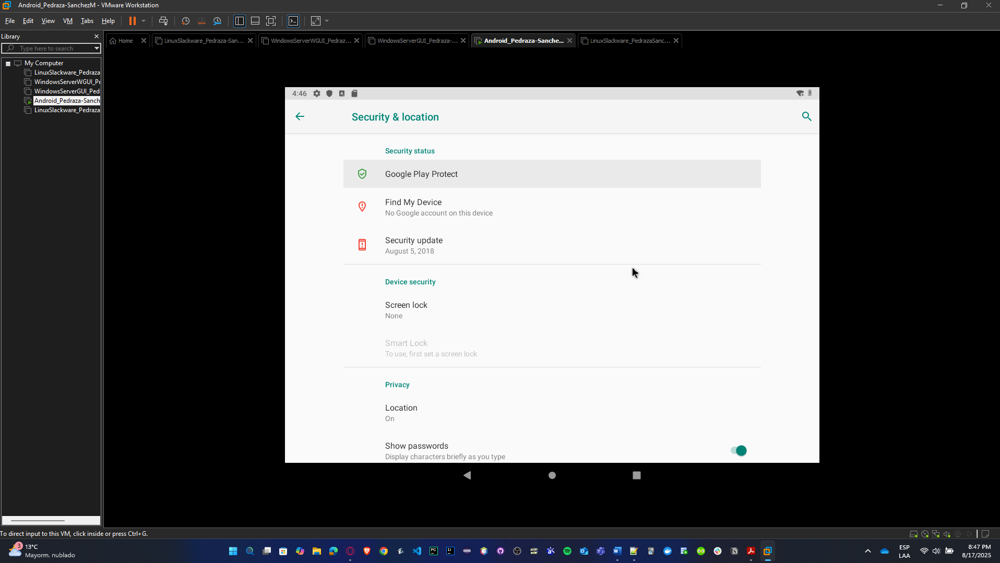 Android_Pedraza-SanchezM - VMware Workstation
File Edit View VM Tabs Help
Library
Type here to search
Home
LinuxSlackware_Pedraza-San...
WindowsServerWGUI_Pedraz...
WindowsServerGUI_Pedraza-...
Android_Pedraza-Sanche...
LinuxSlackware_PedrazaSanc...
My Computer
LinuxSlackware_Pedraza
WindowsServerWGUI_Pe
WindowsServerGUI_Ped
Android_Pedraza-Sanch
LinuxSlackware_Pedraza
4:46
Security & location
Security status
Google Play Protect
Find My Device
No Google account on this device
Security update
August 5, 2018
Device security
Screen lock
None
Smart Lock
To use, first set a screen lock
Privacy
Location
On
Show passwords
Display characters briefly as you type
To direct input to this VM, click inside or press Ctrl+G.
3
13°C
Mayorm. nublado
ESP
LAA
8:47 PM
8/17/2025